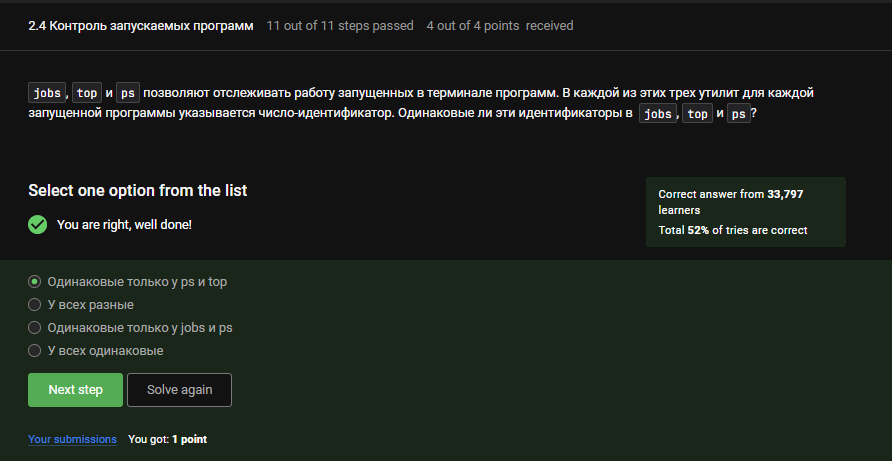 2.4 Контроль запускаемых программ 11 out of 11 steps passed 4 out of 4 points received
jobs, top и ps позволяют отслеживать работу запущенных в терминале программ. В каждой из этих трех утилит для каждой
запущенной программы указывается число-идентификатор. Одинаковые ли эти идентификаторы в jobs, top и ps?
Select one option from the list
You are right, well done!
Correct answer from 33,797
learners
Total 52% of tries are correct
Одинаковые только у ps и top
У всех разные
Одинаковые только у jobs и ps
У всех одинаковые
Next step Solve again
Your submissions You got: 1 point